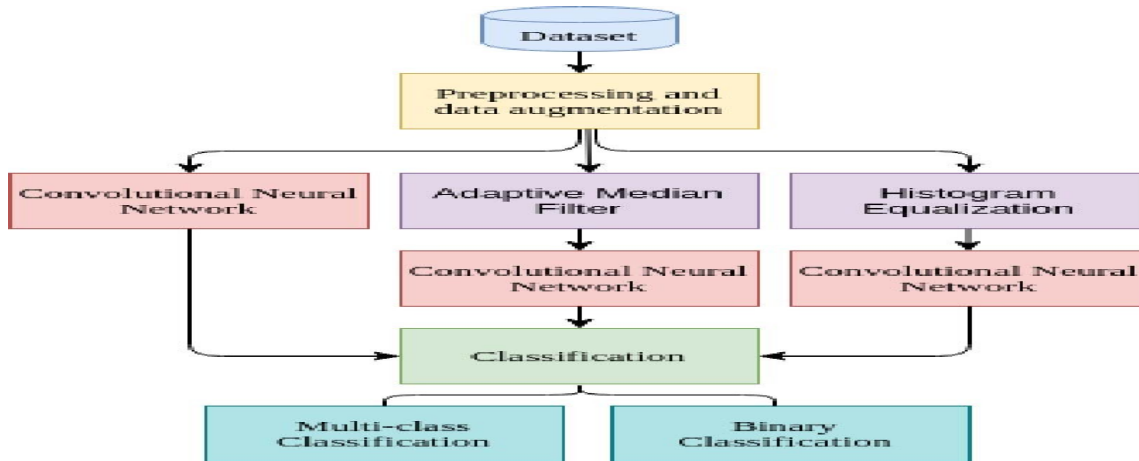 Dataset
Preprocessing and
data augmentation
Convolutional Neural
Network
Adaptive Median
Filter
Histogram
Equalization
Convolutional Neural
Network
Convolutional Neural
Network
Classification
Multi-class
Classification
Binary
Classification